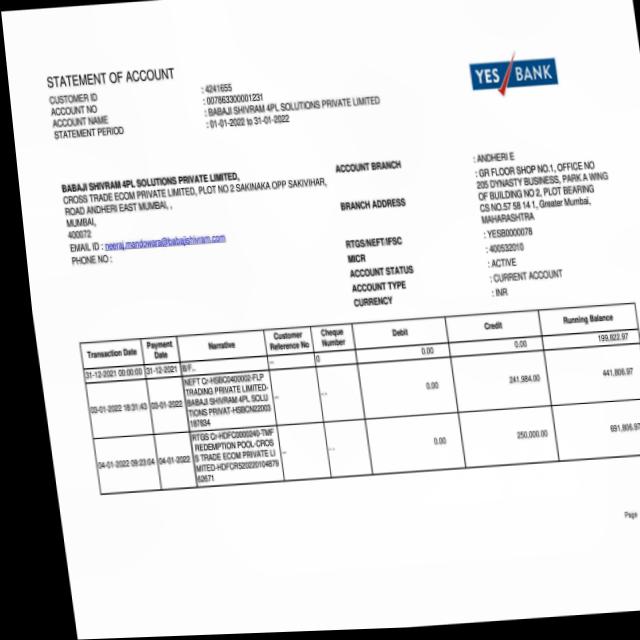 STATEMENT OF ACCOUNT
YES BANK
CUSTOMER ID : 4241655
ACCOUNT NO : 007863300001231
ACCOUNT NAME : BABAJI SHIVRAM 4PL SOLUTIONS PRIVATE LIMITED
STATEMENT PERIOD : 01-01-2022 to 31-01-2022
BABAJI SHIVRAM 4PL SOLUTIONS PRIVATE LIMITED,
CROSS TRADE ECOM PRIVATE LIMITED, PLOT NO 2 SAKINAKA OPP SAKIVIHAR,
ROAD ANDHERI EAST MUMBAI, ,
MUMBAI,
400072
EMAIL ID : neeraj.mandowara@babajishivram.com
PHONE NO :
ACCOUNT BRANCH : ANDHERI E
BRANCH ADDRESS : GR FLOOR SHOP NO.1, OFFICE NO
205 DYNASTY BUSINESS, PARK A WING
OF BUILDING NO 2, PLOT BEARING
CS NO.57 58 14 1, Greater Mumbai,
MAHARASHTRA
RTGS/NEFT/IFSC : YESB0000078
MICR : 400532010
ACCOUNT STATUS : ACTIVE
ACCOUNT TYPE : CURRENT ACCOUNT
CURRENCY : INR
Transaction Date Payment Date Narrative Customer Reference No Cheque Number Debit Credit Running Balance
31-12-2021 00:00:00 31-12-2021 B/F... -- 0 0.00 0.00 199,822.97
03-01-2022 18:31:43 03-01-2022 NEFT Cr-HSBC0400002-FLP
TRADING PRIVATE LIMITED-
BABAJI SHIVRAM 4PL SOLU
TIONS PRIVAT-HSBCN22003
187834 -- -- 0.00 241,984.00 441,806.97
04-01-2022 09:23:04 04-01-2022 RTGS Cr-HDFC0000240-TMF
REDEMPTION POOL-CROS
S TRADE ECOM PRIVATE LI
MITED-HDFCR520220104879
62671 -- -- 0.00 250,000.00 691,806.97
Page